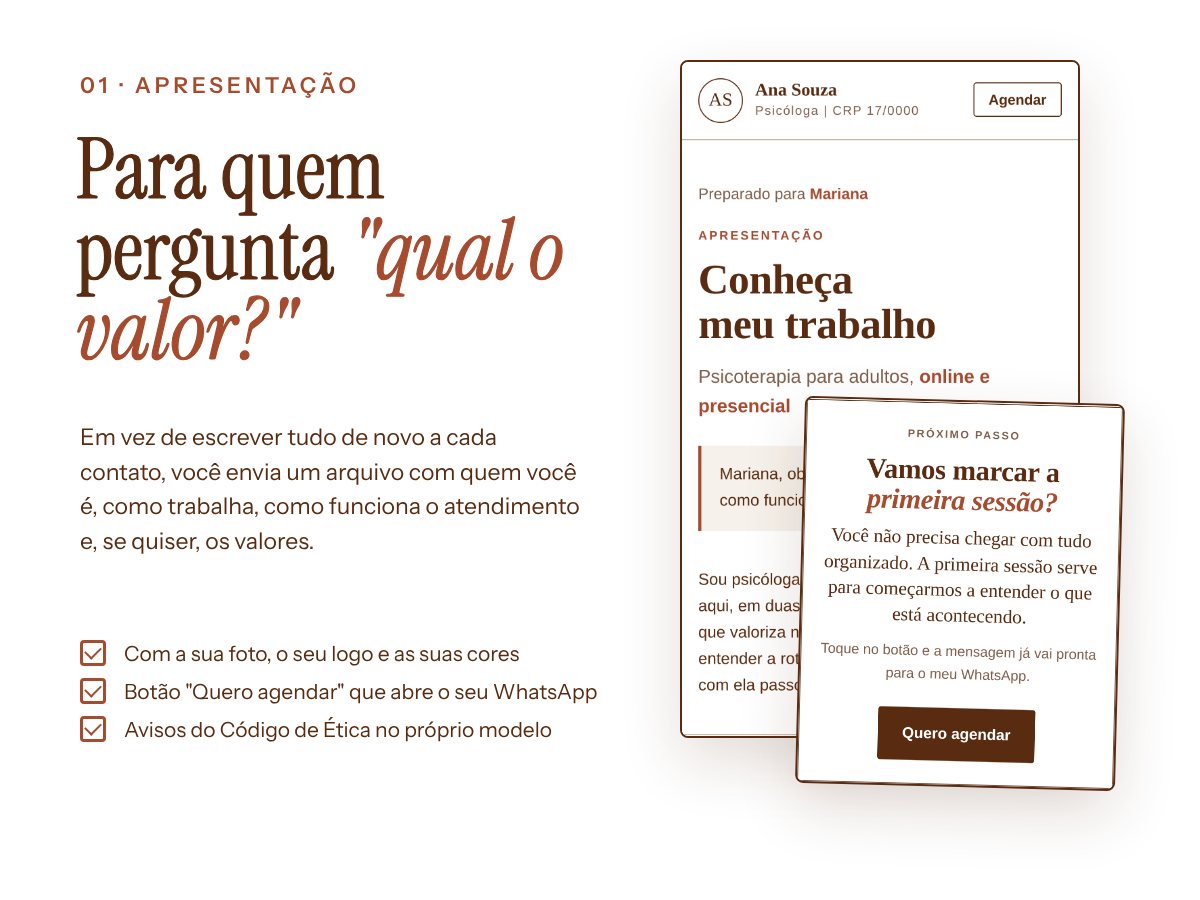 01 · APRESENTAÇÃO
Para quem
pergunta "qual o
valor?"
Em vez de escrever tudo de novo a cada
contato, você envia um arquivo com quem você
é, como trabalha, como funciona o atendimento
e, se quiser, os valores.
Com a sua foto, o seu logo e as suas cores
Botão "Quero agendar" que abre o seu WhatsApp
Avisos do Código de Ética no próprio modelo
AS
Ana Souza
Psicóloga | CRP 17/0000
Agendar
Preparado para Mariana
APRESENTAÇÃO
Conheça
meu trabalho
Psicoterapia para adultos, online e
presencial
Mariana, ob
como funcio
Sou psicóloga
aqui, em duas
que valoriza n
entender a rot
com ela passo
PRÓXIMO PASSO
Vamos marcar a
primeira sessão?
Você não precisa chegar com tudo
organizado. A primeira sessão serve
para começarmos a entender o que
está acontecendo.
Toque no botão e a mensagem já vai pronta
para o meu WhatsApp.
Quero agendar